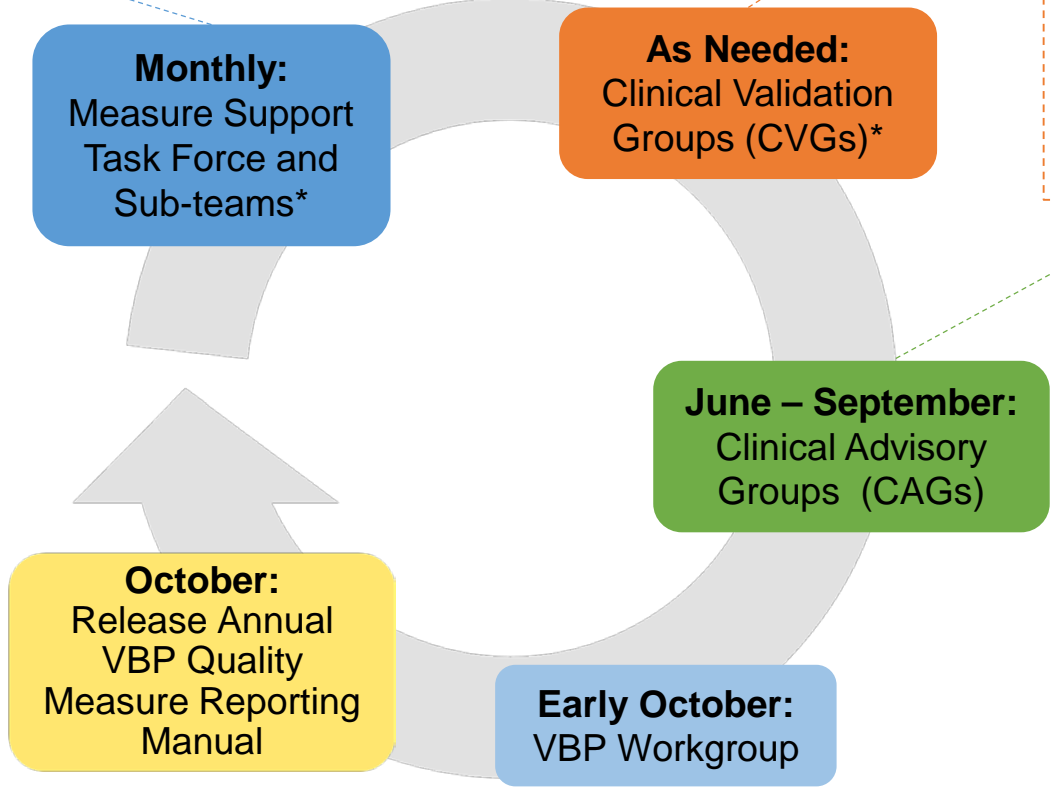 Monthly:
Measure Support
Task Force and
Sub-teams*
As Needed:
Clinical Validation
Groups (CVGs)*
June – September:
Clinical Advisory
Groups (CAGs)
Early October:
VBP Workgroup
October:
Release Annual
VBP Quality
Measure Reporting
Manual